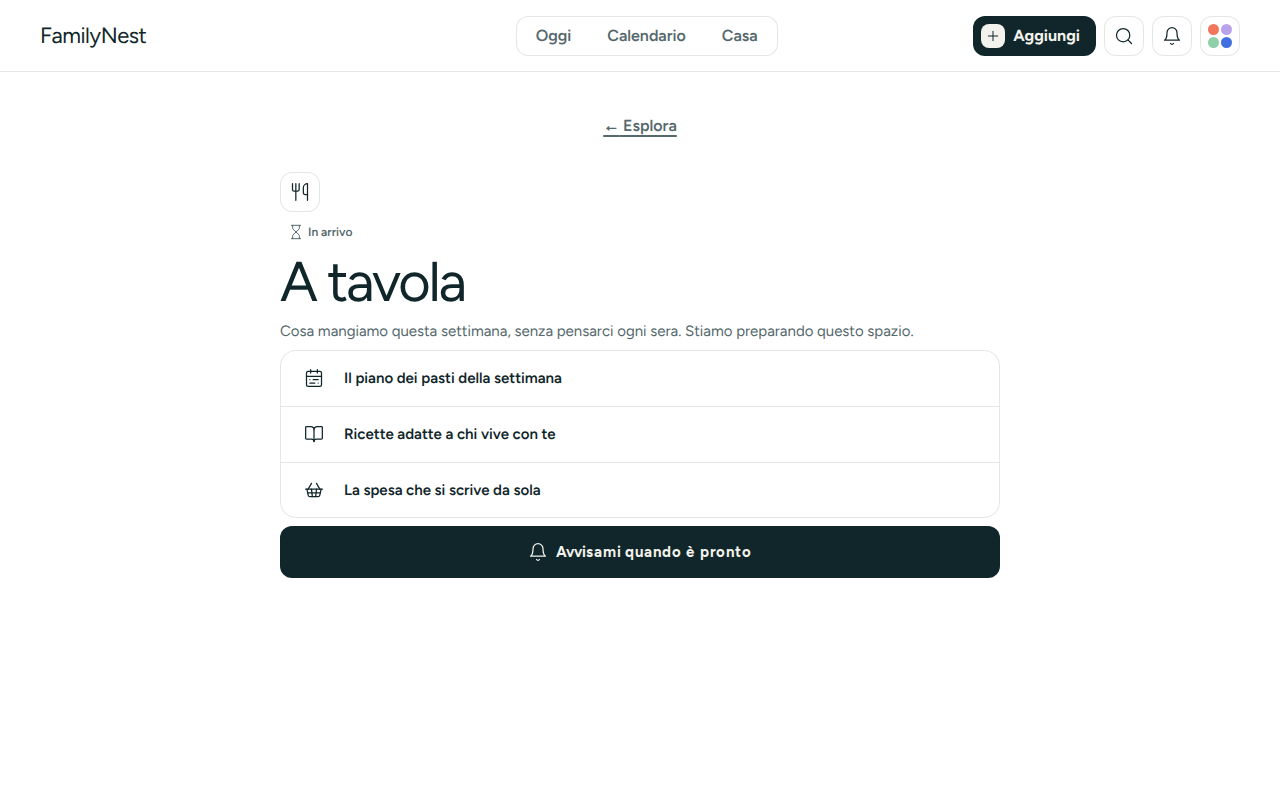 FamilyNest
Oggi
Calendario
Casa
Aggiungi
← Esplora
In arrivo
A tavola
Cosa mangiamo questa settimana, senza pensarci ogni sera. Stiamo preparando questo spazio.
Il piano dei pasti della settimana
Ricette adatte a chi vive con te
La spesa che si scrive da sola
Avvisami quando è pronto